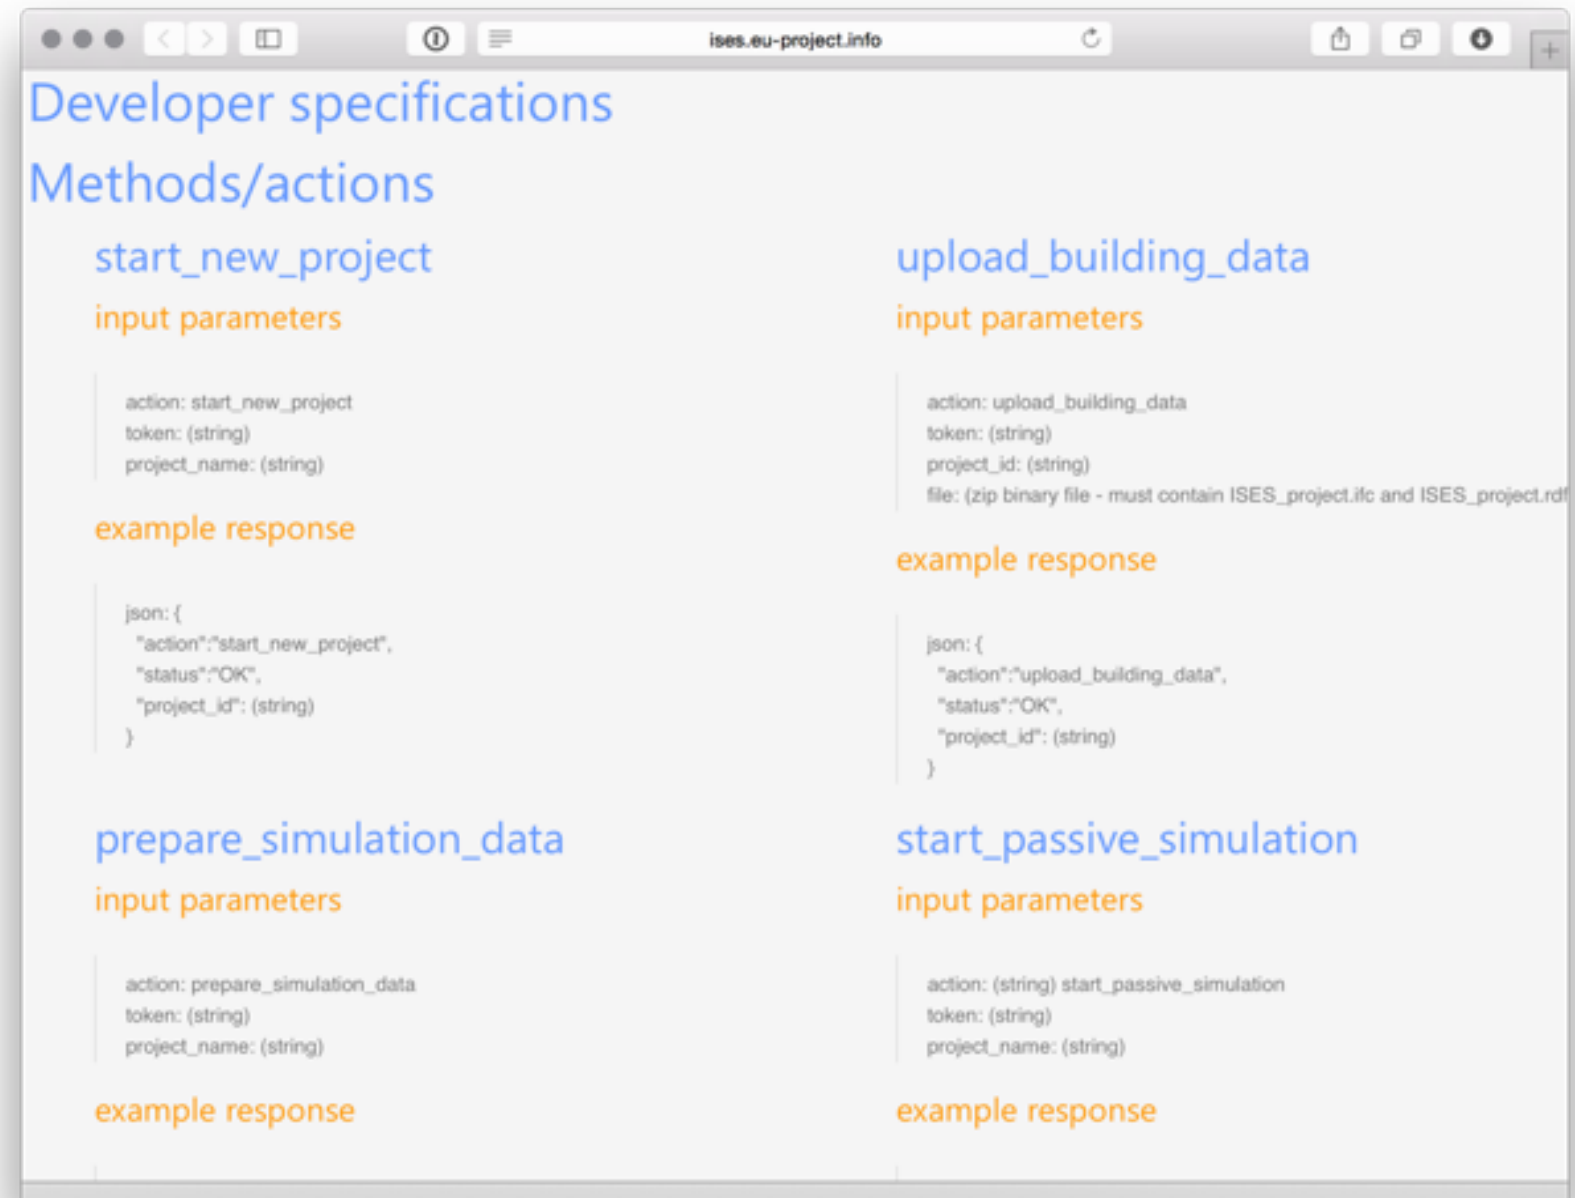 ises.eu-project.info
Developer specifications
Methods/actions
start_new_project
input parameters
action: start_new_project
token: (string)
project_name: (string)
example response
json: {
"action":"start_new_project",
"status":"OK",
"project_id": (string)
}
upload_building_data
input parameters
action: upload_building_data
token: (string)
project_id: (string)
file: (zip binary file - must contain ISES_project.ifc and ISES_project.rdf
example response
json: {
"action":"upload_building_data",
"status":"OK",
"project_id": (string)
}
prepare_simulation_data
input parameters
action: prepare_simulation_data
token: (string)
project_name: (string)
example response
start_passive_simulation
input parameters
action: (string) start_passive_simulation
token: (string)
project_name: (string)
example response